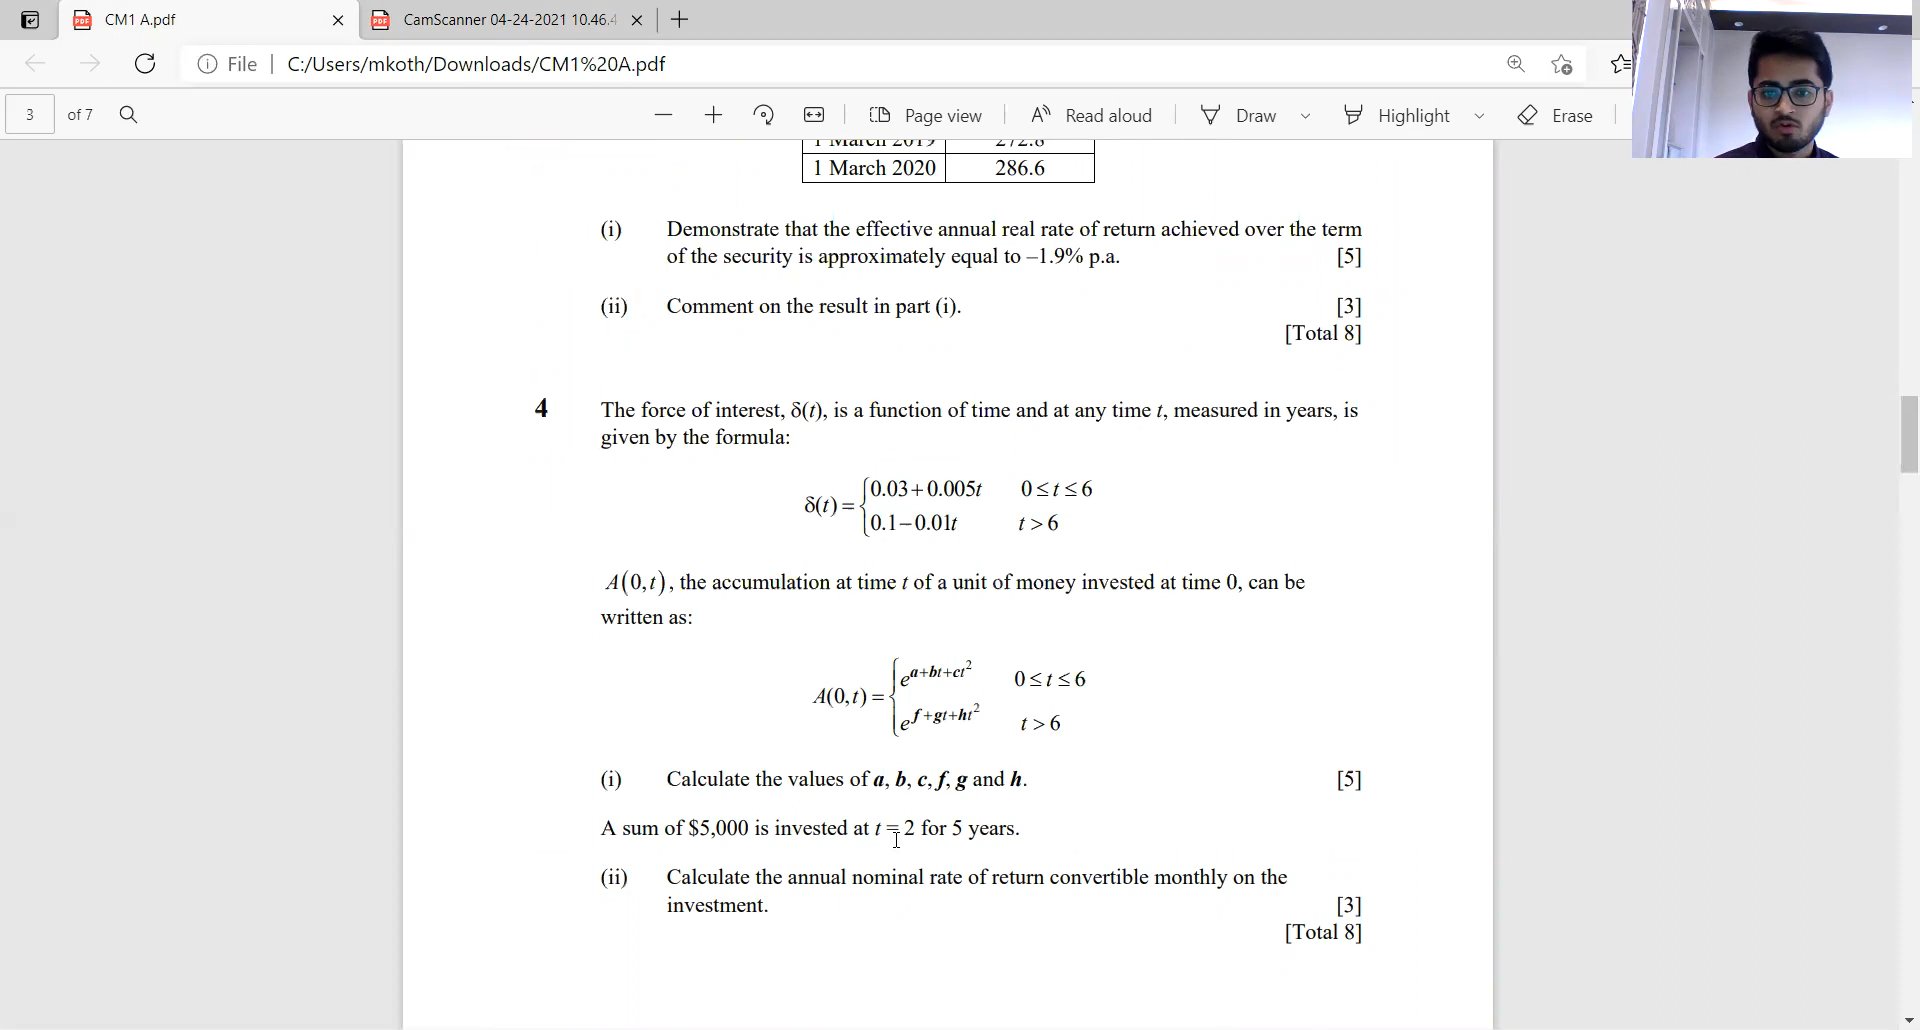 CM1 A.pdf
CamScanner 04-24-2021 10.46.4
File | C:/Users/mkoth/Downloads/CM1%20A.pdf
3 of 7
Page view
Read aloud
Draw
Highlight
Erase
1 March 2019 272.8
1 March 2020 286.6
(i) Demonstrate that the effective annual real rate of return achieved over the term
of the security is approximately equal to –1.9% p.a. [5]
(ii) Comment on the result in part (i). [3]
[Total 8]
4 The force of interest, δ(t), is a function of time and at any time t, measured in years, is
given by the formula:
δ(t) = { 0.03 + 0.005t 0 ≤ t ≤ 6
0.1 – 0.01t t > 6
A(0,t), the accumulation at time t of a unit of money invested at time 0, can be
written as:
A(0,t) = { e^(a+bt+ct²) 0 ≤ t ≤ 6
e^(f+gt+ht²) t > 6
(i) Calculate the values of a, b, c, f, g and h. [5]
A sum of $5,000 is invested at t = 2 for 5 years.
(ii) Calculate the annual nominal rate of return convertible monthly on the
investment. [3]
[Total 8]